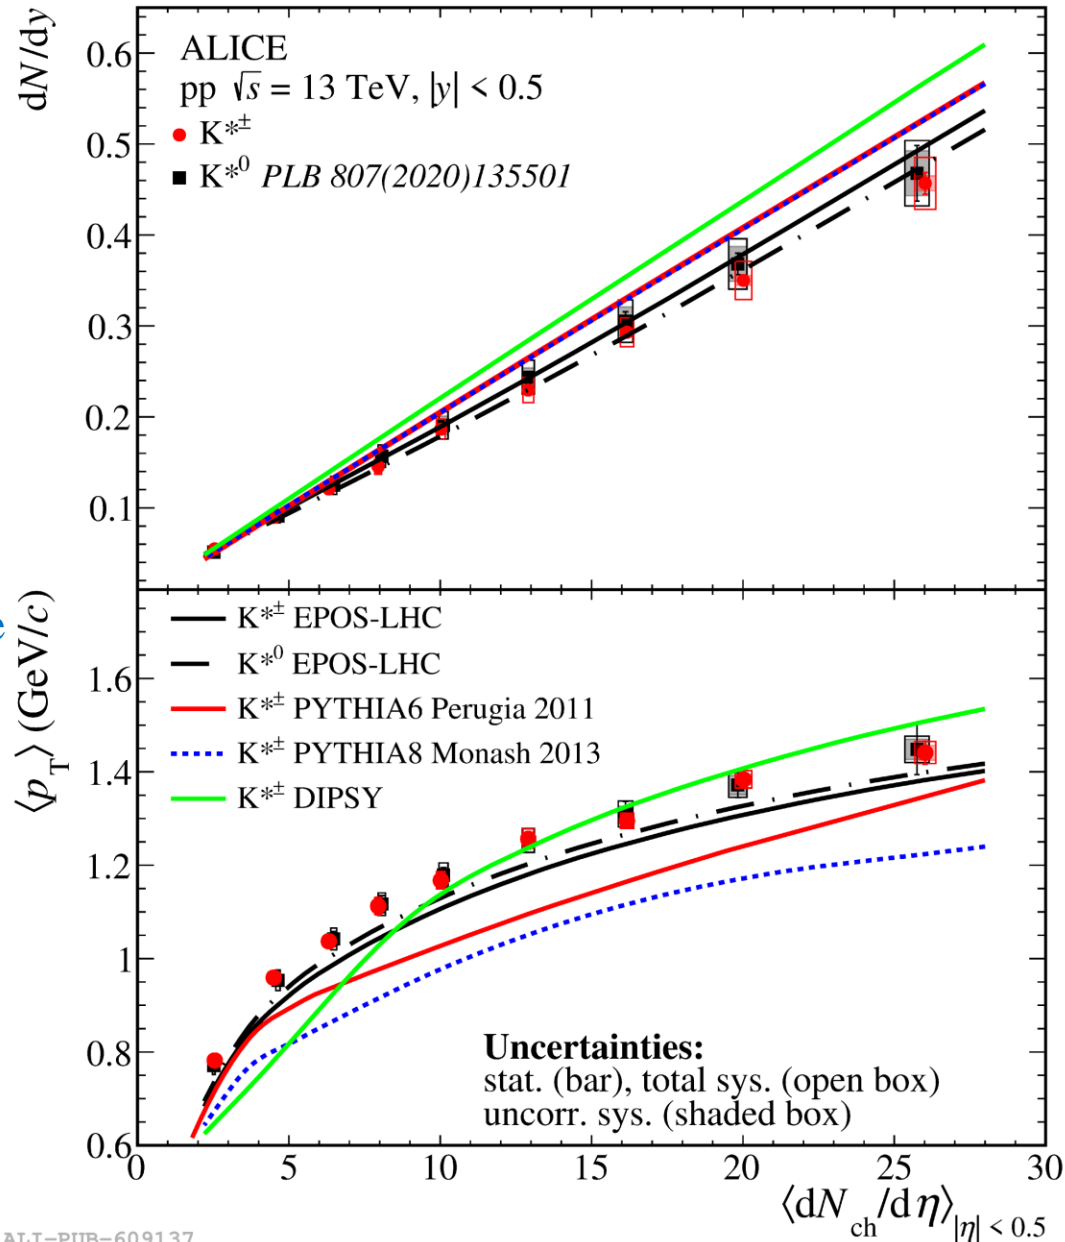 dN/dy
0.6
0.5
0.4
0.3
0.2
0.1
ALICE
pp √s = 13 TeV, |y| < 0.5
K*±
K*0 PLB 807(2020)135501
⟨pT⟩ (GeV/c)
1.6
1.4
1.2
1
0.8
0.6
K*± EPOS-LHC
K*0 EPOS-LHC
K*± PYTHIA6 Perugia 2011
K*± PYTHIA8 Monash 2013
K*± DIPSY
Uncertainties:
stat. (bar), total sys. (open box)
uncorr. sys. (shaded box)
0 5 10 15 20 25 30
⟨dNch/dη⟩|η| < 0.5
ALI-PUB-609137